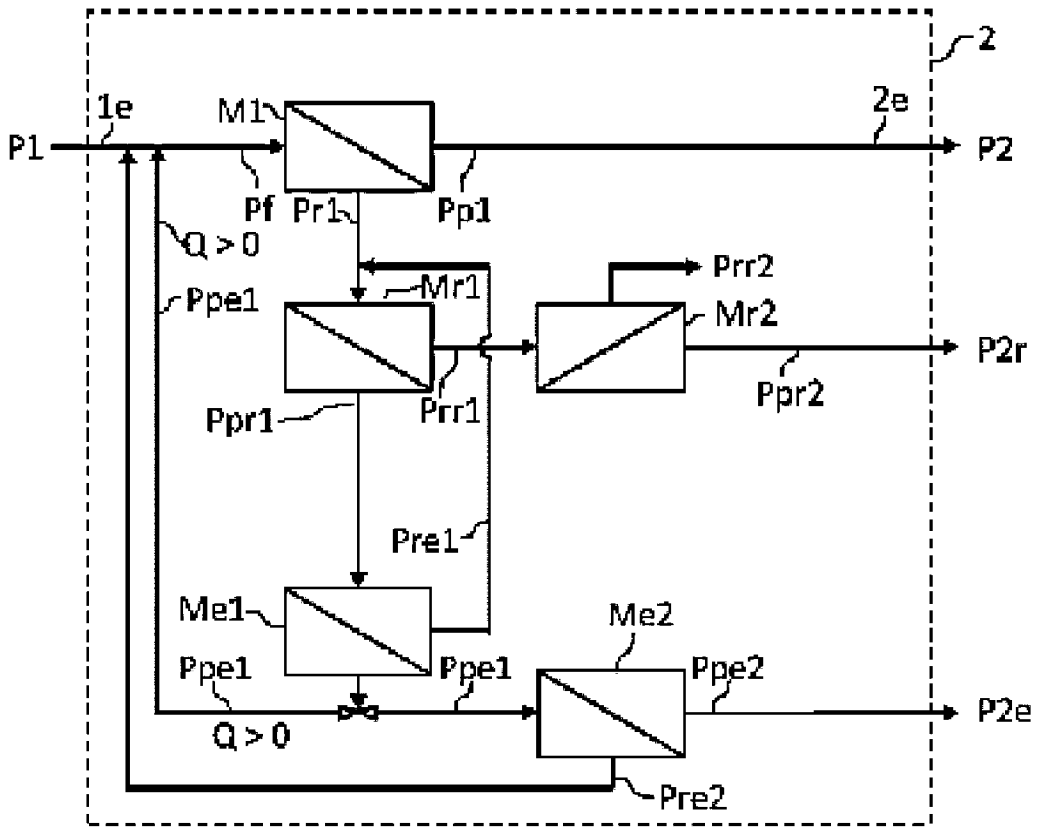 2
1e
M1
2e
P1
P2
Pf
Pr1
Pp1
Q > 0
Prr2
Mr1
Ppe1
Mr2
P2r
Ppr1
Prr1
Ppr2
Pre1
Me1
Me2
Ppe1
Ppe1
Ppe2
P2e
Q > 0
Pre2